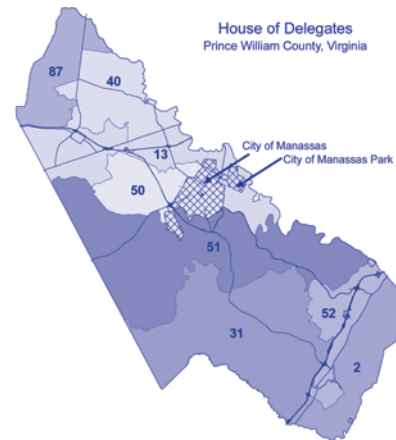 House of Delegates
Prince William County, Virginia
87
40
City of Manassas
13
City of Manassas Park
50
51
52
31
2